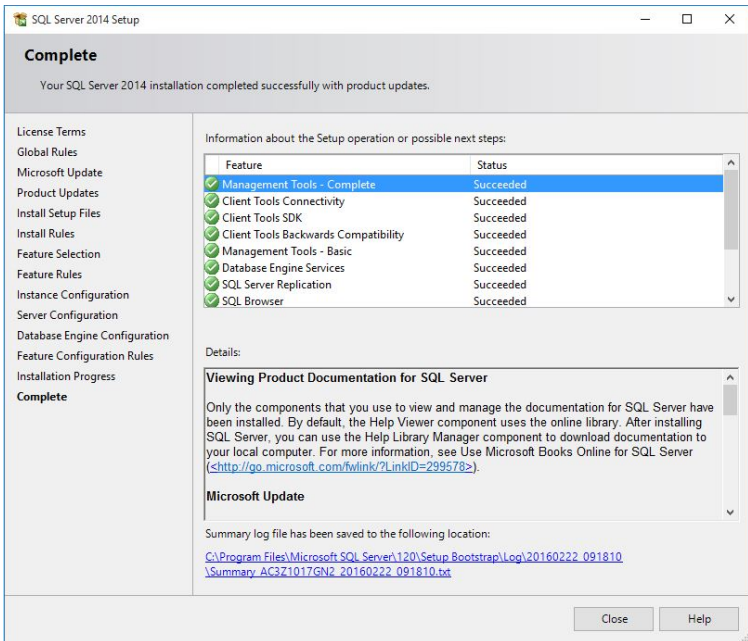 SQL Server 2014 Setup
Complete
Your SQL Server 2014 installation completed successfully with product updates.
License Terms
Global Rules
Microsoft Update
Product Updates
Install Setup Files
Install Rules
Feature Selection
Feature Rules
Instance Configuration
Server Configuration
Database Engine Configuration
Feature Configuration Rules
Installation Progress
Complete
Information about the Setup operation or possible next steps:
Feature Status
Management Tools - Complete Succeeded
Client Tools Connectivity Succeeded
Client Tools SDK Succeeded
Client Tools Backwards Compatibility Succeeded
Management Tools - Basic Succeeded
Database Engine Services Succeeded
SQL Server Replication Succeeded
SQL Browser Succeeded
Details:
Viewing Product Documentation for SQL Server
Only the components that you use to view and manage the documentation for SQL Server have
been installed. By default, the Help Viewer component uses the online library. After installing
SQL Server, you can use the Help Library Manager component to download documentation to
your local computer. For more information, see Use Microsoft Books Online for SQL Server
(<http://go.microsoft.com/fwlink/?LinkID=299578>).
Microsoft Update
Summary log file has been saved to the following location:
C:\Program Files\Microsoft SQL Server\120\Setup Bootstrap\Log\20160222_091810
\Summary_AC3Z1017GN2_20160222_091810.txt
Close Help